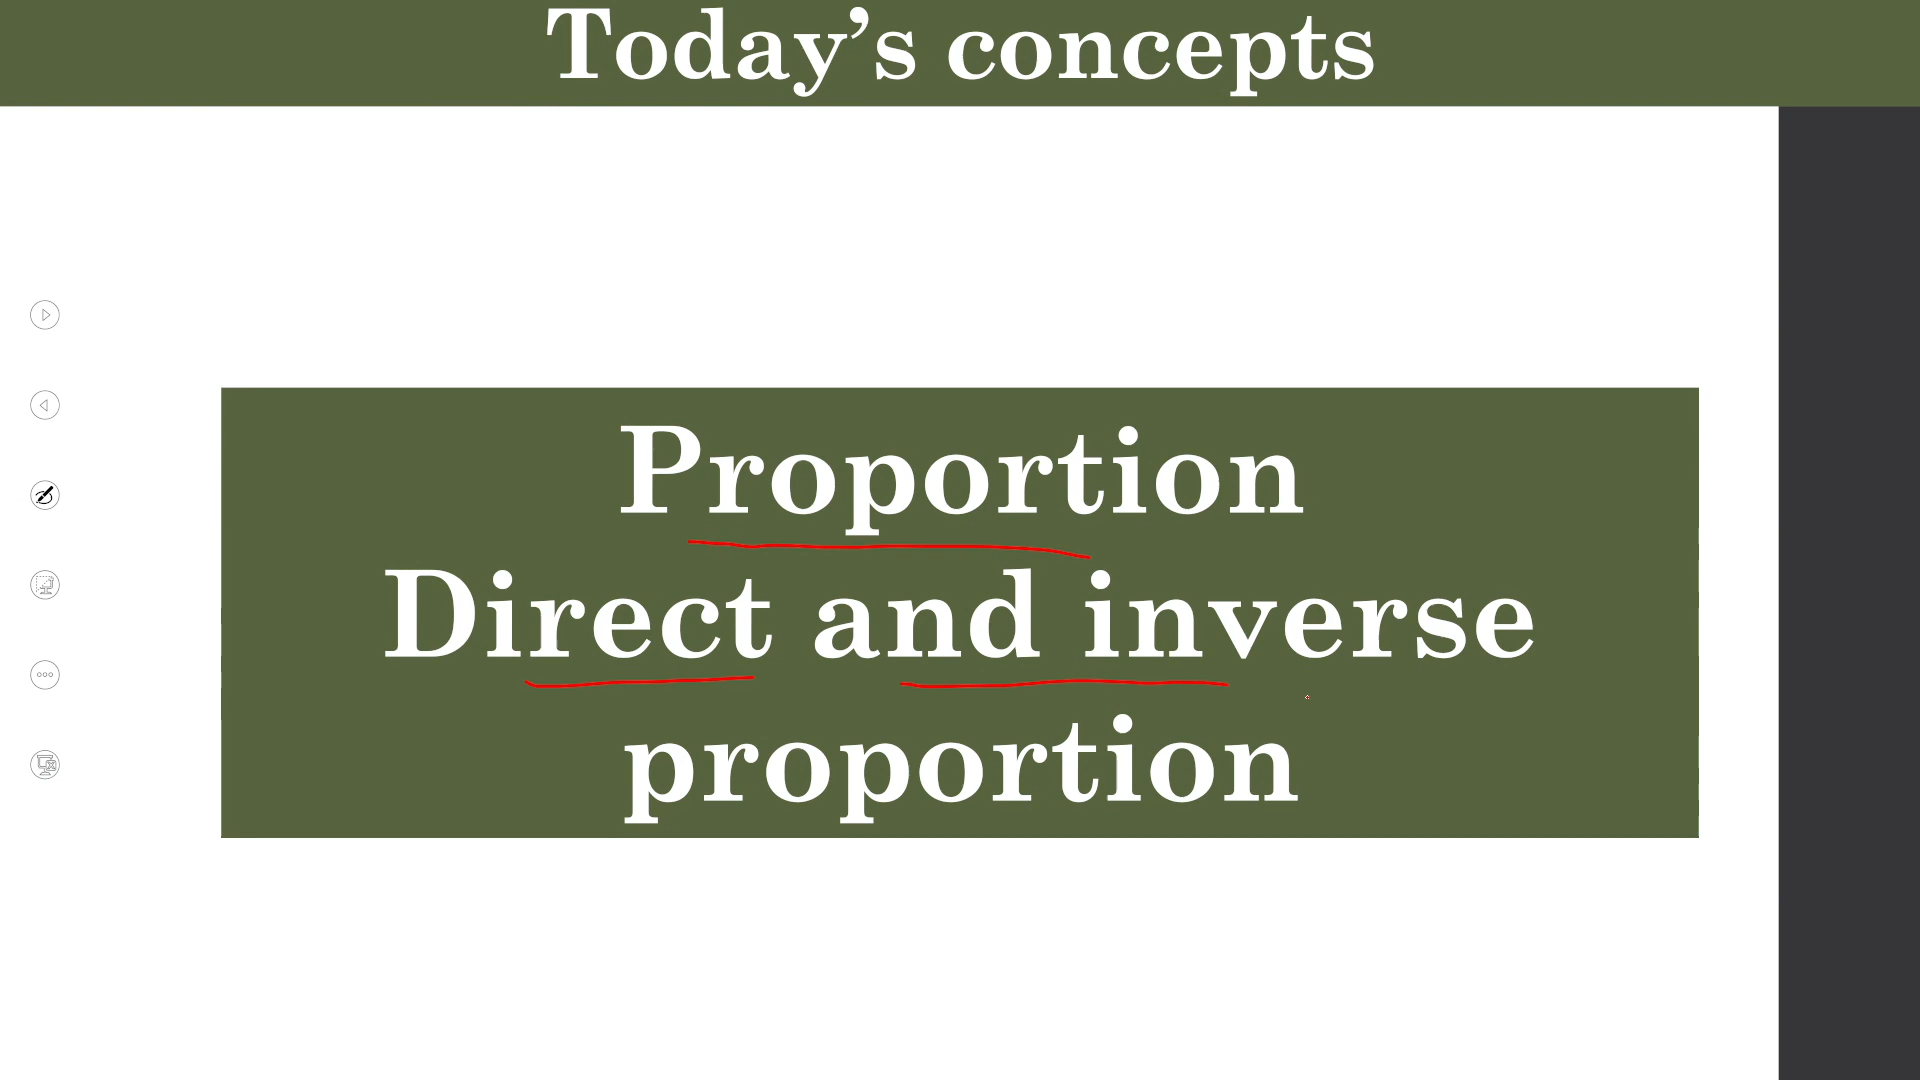 Today’s concepts
Proportion
Direct and inverse
proportion